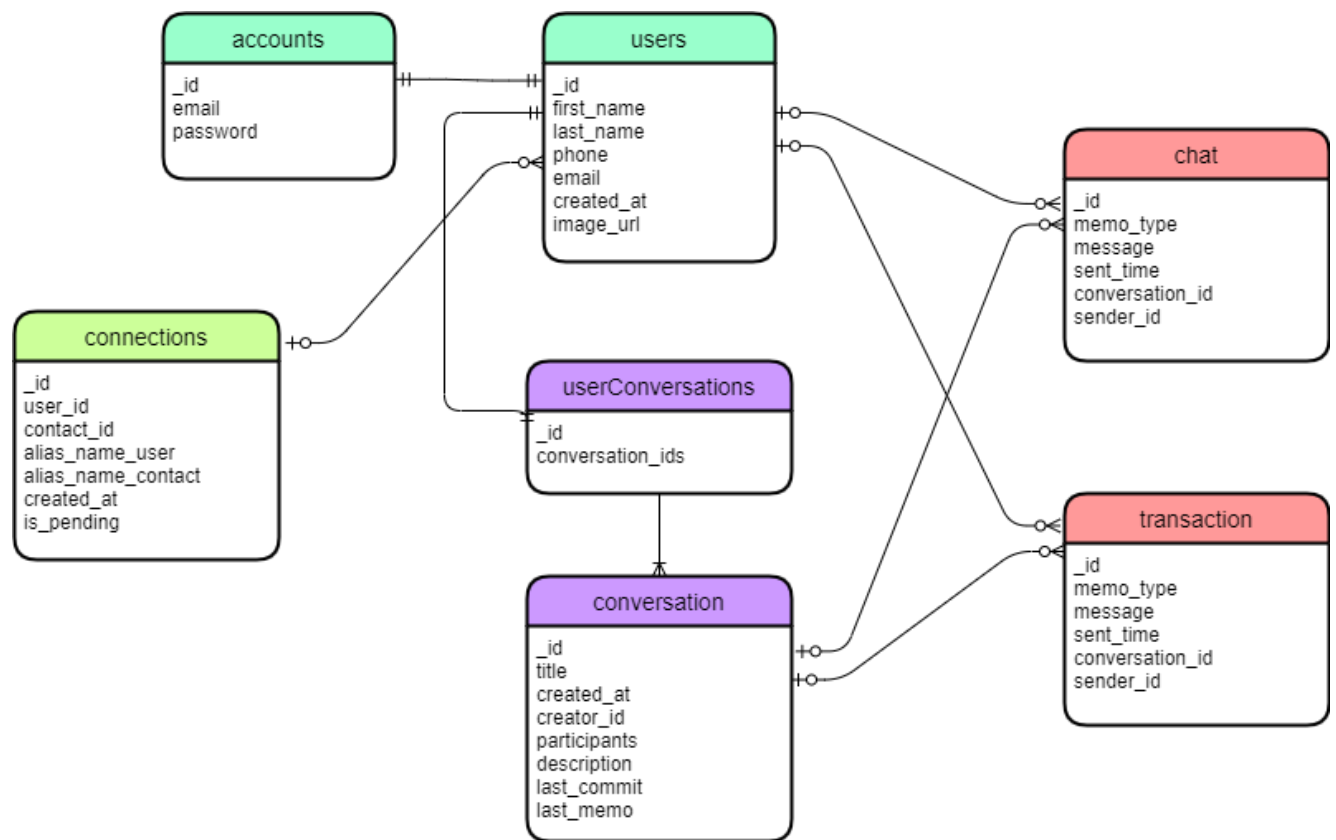 accounts
_id
email
password
users
_id
first_name
last_name
phone
email
created_at
image_url
chat
_id
memo_type
message
sent_time
conversation_id
sender_id
connections
_id
user_id
contact_id
alias_name_user
alias_name_contact
created_at
is_pending
userConversations
_id
conversation_ids
transaction
_id
memo_type
message
sent_time
conversation_id
sender_id
conversation
_id
title
created_at
creator_id
participants
description
last_commit
last_memo